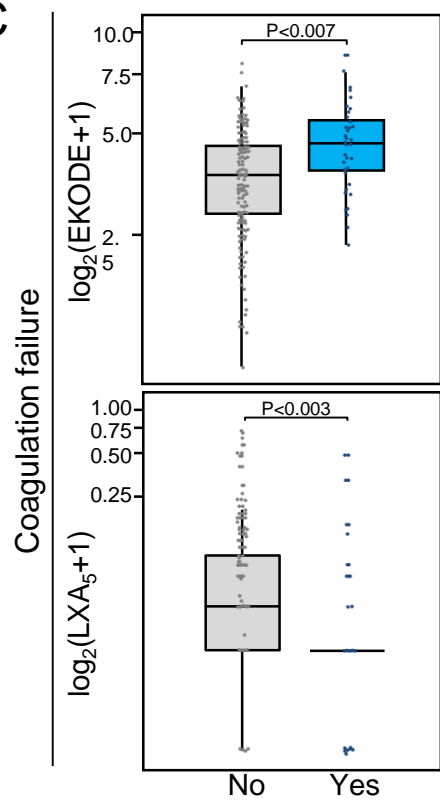 C
Coagulation failure
log2(EKODE+1)
10.0
7.5
5.0
2.
5
P<0.007
log2(LXA5+1)
1.00
0.75
0.50
0.25
P<0.003
No
Yes